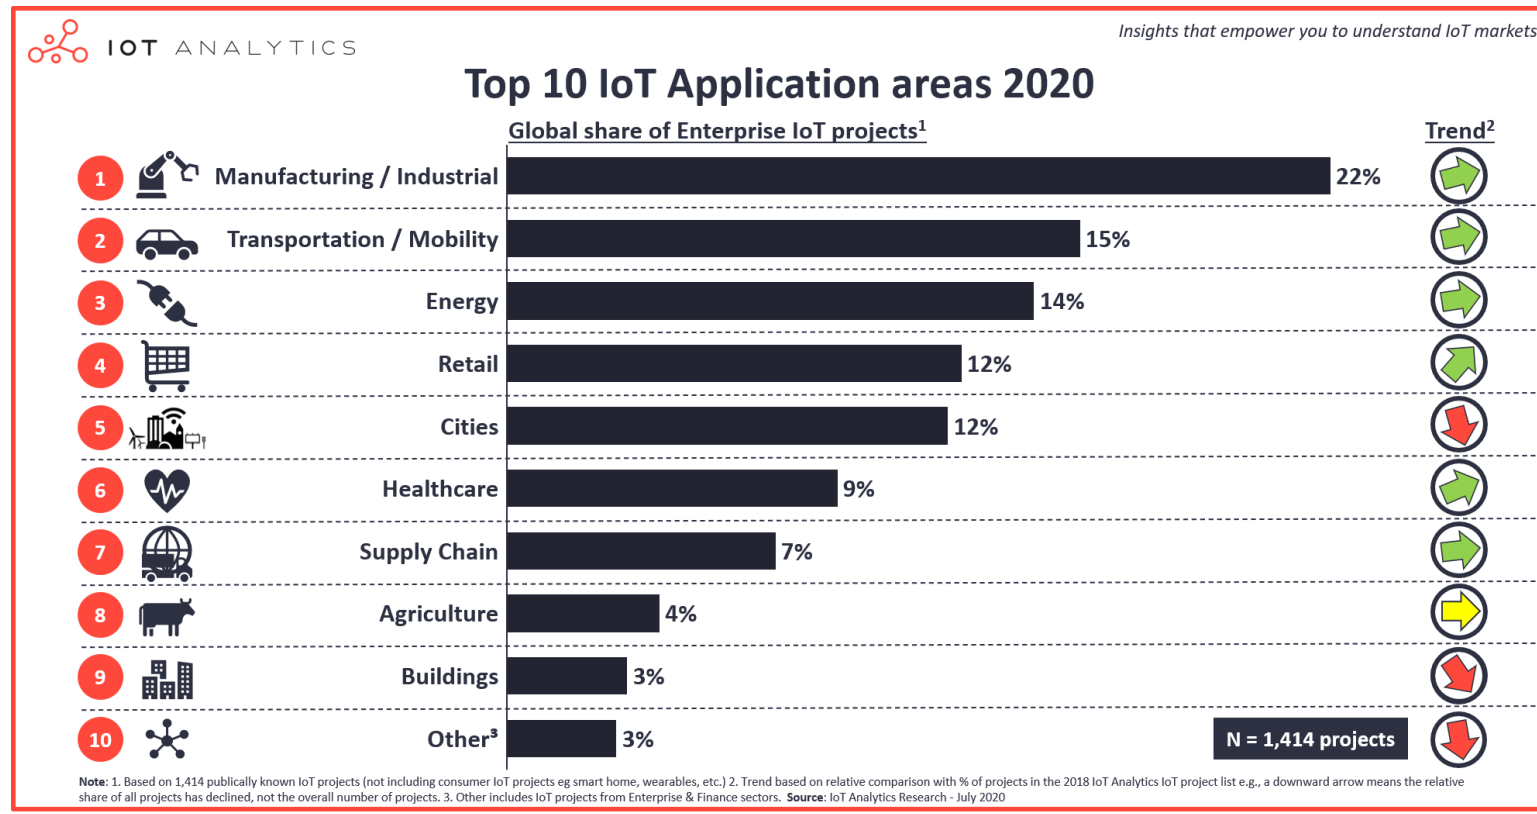 IOT ANALYTICS
Insights that empower you to understand IoT markets
Top 10 IoT Application areas 2020
Global share of Enterprise IoT projects¹
Trend²
1 Manufacturing / Industrial 22%
2 Transportation / Mobility 15%
3 Energy 14%
4 Retail 12%
5 Cities 12%
6 Healthcare 9%
7 Supply Chain 7%
8 Agriculture 4%
9 Buildings 3%
10 Other³ 3%
N = 1,414 projects
Note: 1. Based on 1,414 publically known IoT projects (not including consumer IoT projects eg smart home, wearables, etc.) 2. Trend based on relative comparison with % of projects in the 2018 IoT Analytics IoT project list e.g., a downward arrow means the relative
share of all projects has declined, not the overall number of projects. 3. Other includes IoT projects from Enterprise & Finance sectors. Source: IoT Analytics Research - July 2020